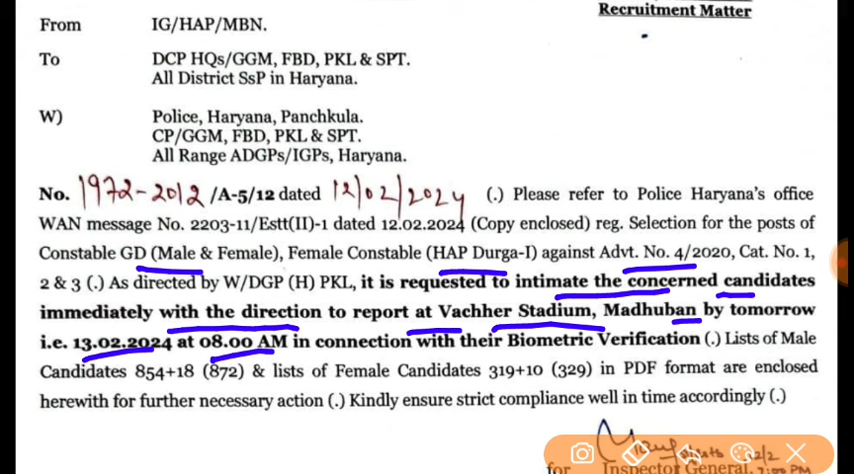 Recruitment Matter
From IG/HAP/MBN.
To DCP HQs/GGM, FBD, PKL & SPT.
All District SsP in Haryana.
W) Police, Haryana, Panchkula.
CP/GGM, FBD, PKL & SPT.
All Range ADGPs/IGPs, Haryana.
No. 1972-2012/A-5/12 dated 12/02/2024 (.) Please refer to Police Haryana's office
WAN message No. 2203-11/Estt(II)-1 dated 12.02.2024 (Copy enclosed) reg. Selection for the posts of
Constable GD (Male & Female), Female Constable (HAP Durga-I) against Advt. No. 4/2020, Cat. No. 1,
2 & 3 (.) As directed by W/DGP (H) PKL, it is requested to intimate the concerned candidates
immediately with the direction to report at Vachher Stadium, Madhuban by tomorrow
i.e. 13.02.2024 at 08.00 AM in connection with their Biometric Verification (.) Lists of Male
Candidates 854+18 (872) & lists of Female Candidates 319+10 (329) in PDF format are enclosed
herewith for further necessary action (.) Kindly ensure strict compliance well in time accordingly (.)
12/2
for Inspector General, 7:00 PM